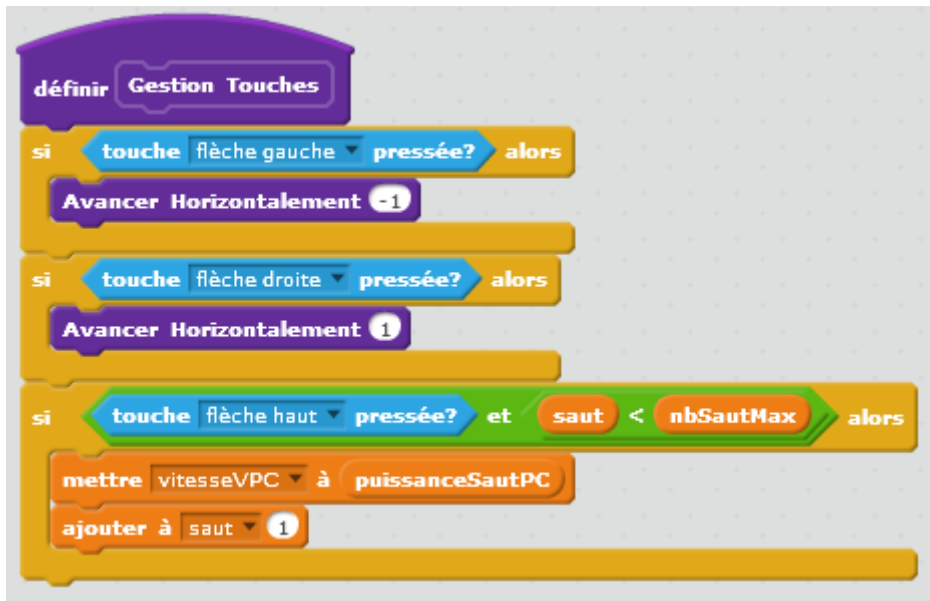 définir Gestion Touches
si touche flèche gauche pressée? alors
Avancer Horizontalement -1
si touche flèche droite pressée? alors
Avancer Horizontalement 1
si touche flèche haut pressée? et saut < nbSautMax alors
mettre vitesseVPC à puissanceSautPC
ajouter à saut 1